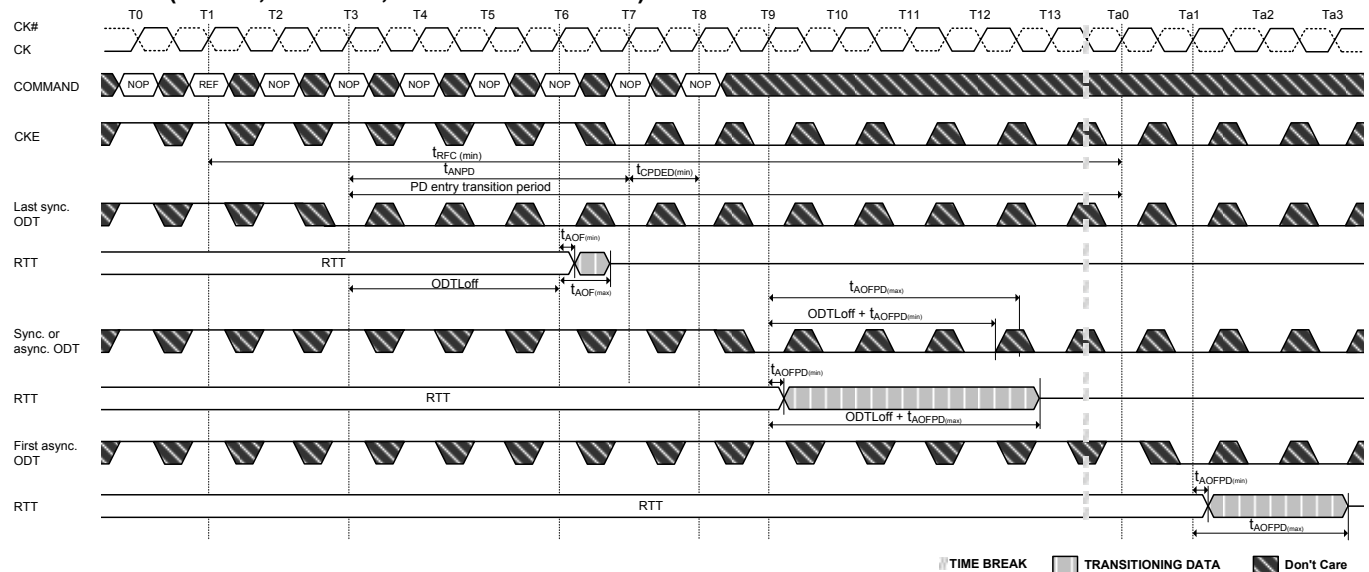 T0 T1 T2 T3 T4 T5 T6 T7 T8 T9 T10 T11 T12 T13 Ta0 Ta1 Ta2 Ta3
CK#
CK
COMMAND NOP REF NOP NOP NOP NOP NOP NOP NOP
CKE
tRFC (min)
tANPD tCPDED(min)
PD entry transition period
Last sync.
ODT
tAOF(min)
RTT RTT
ODTLoff tAOF(max)
tAOFPD(max)
ODTLoff + tAOFPD(min)
Sync. or
async. ODT
tAOFPD(min)
RTT RTT
ODTLoff + tAOFPD(max)
First async.
ODT
tAOFPD(min)
RTT RTT
tAOFPD(max)
TIME BREAK TRANSITIONING DATA Don't Care